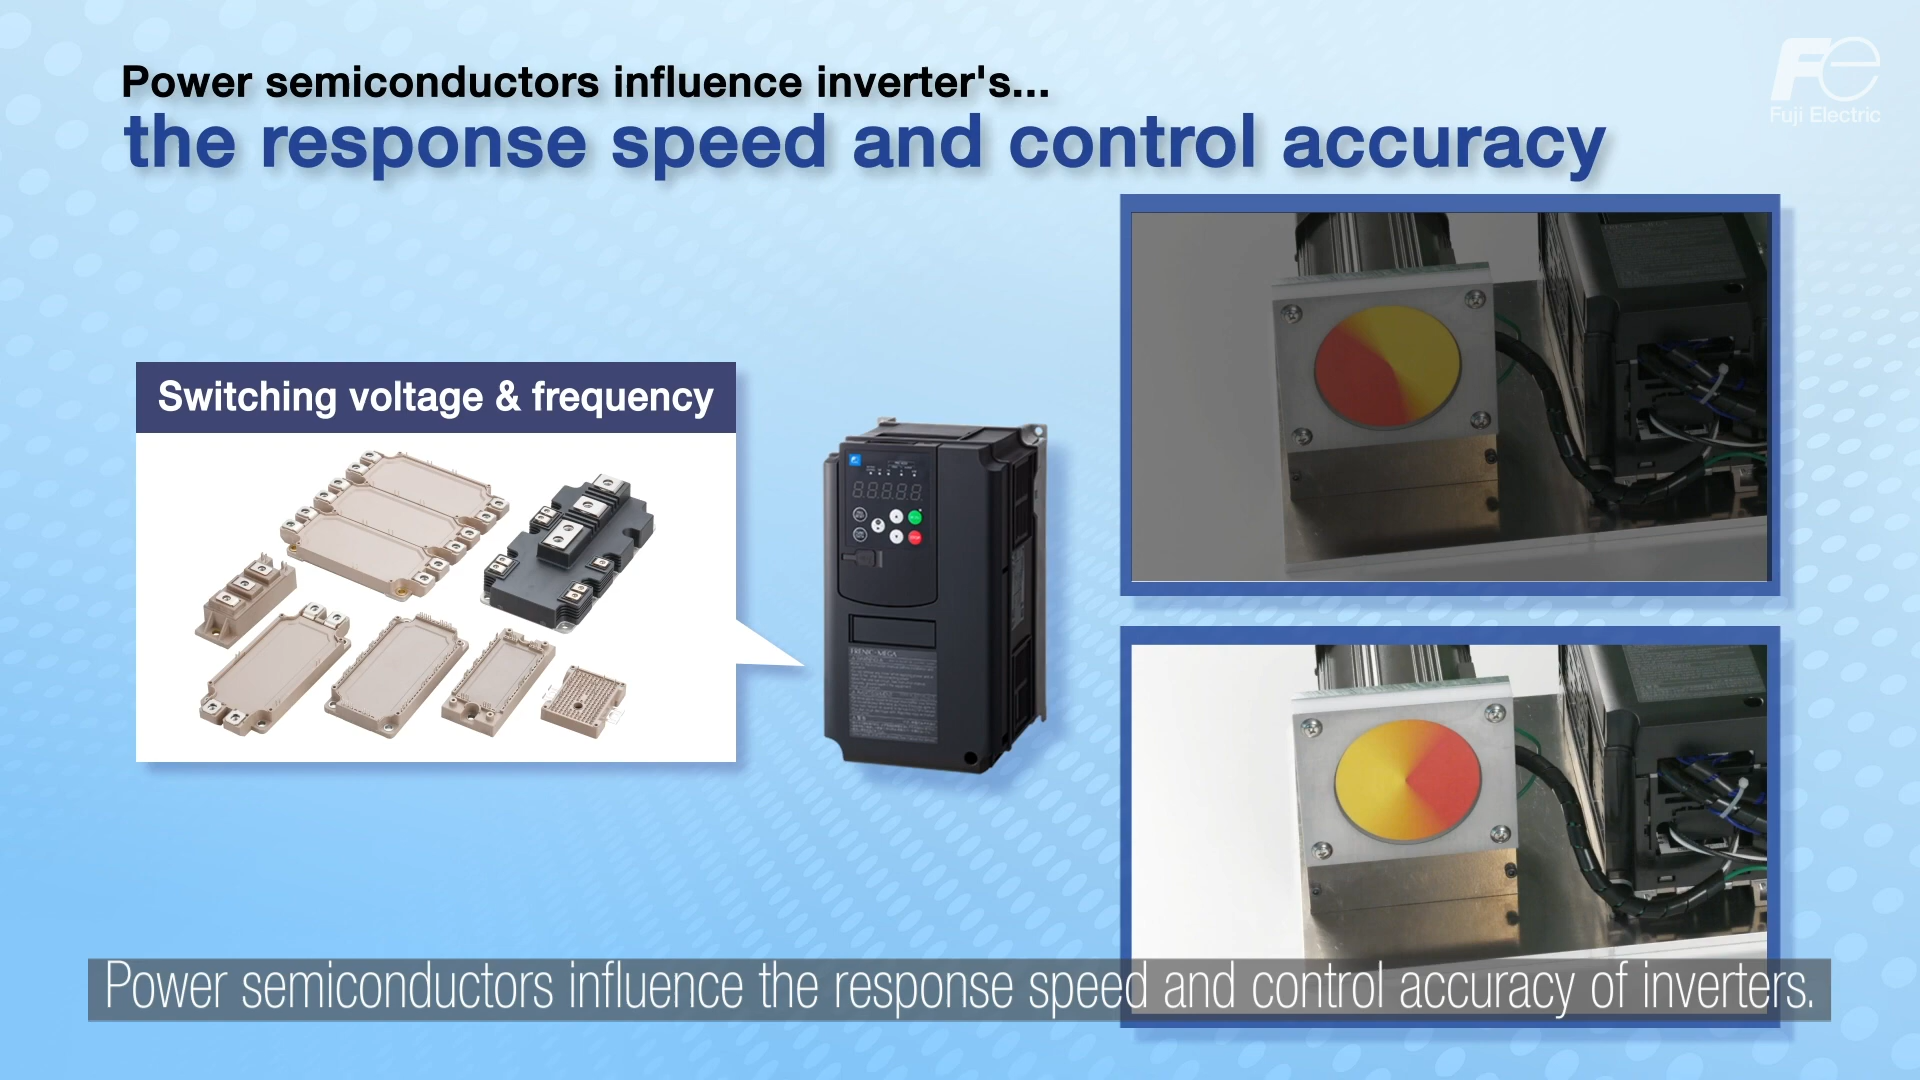 Power semiconductors influence inverter's...
the response speed and control accuracy
Fe
Fuji Electric
Switching voltage & frequency
FRENIC-MEGA
Power semiconductors influence the response speed and control accuracy of inverters.